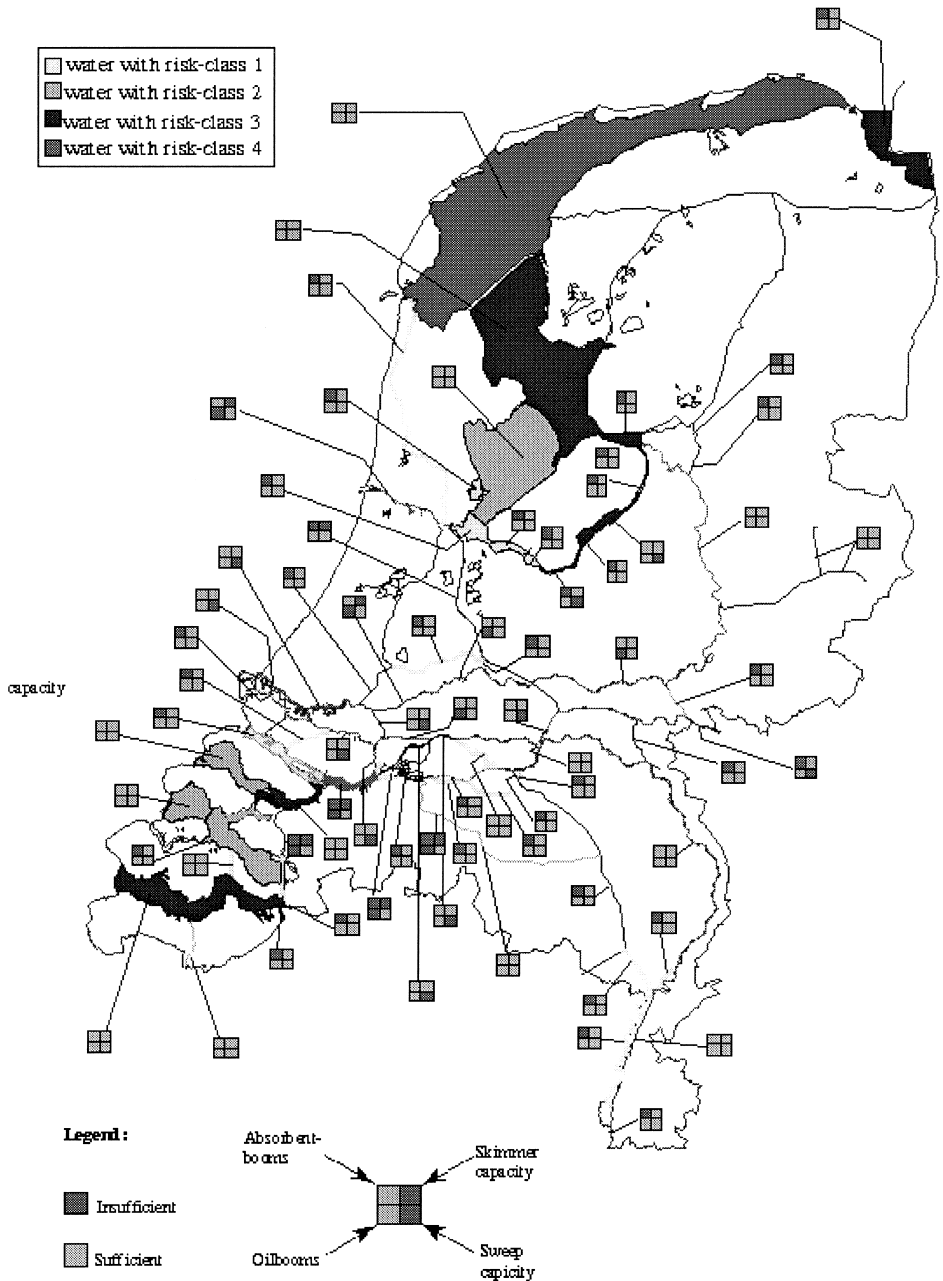 water with risk-class 1
water with risk-class 2
water with risk-class 3
water with risk-class 4
capacity
Legend:
Insufficient
Sufficient
Absorbent-
booms
Skimmer
capacity
Oilbooms
Sweep
capicity